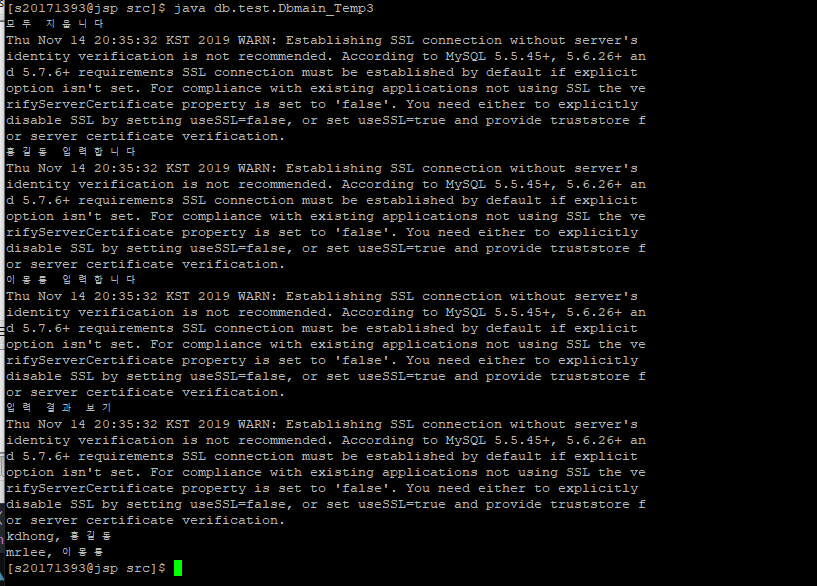 [s20171393@jsp src]$ java db.test.Dbmain_Temp3
모두 지웁니다
Thu Nov 14 20:35:32 KST 2019 WARN: Establishing SSL connection without server's
identity verification is not recommended. According to MySQL 5.5.45+, 5.6.26+ an
d 5.7.6+ requirements SSL connection must be established by default if explicit
option isn't set. For compliance with existing applications not using SSL the ve
rifyServerCertificate property is set to 'false'. You need either to explicitly
disable SSL by setting useSSL=false, or set useSSL=true and provide truststore f
or server certificate verification.
홍길동 입력합니다
Thu Nov 14 20:35:32 KST 2019 WARN: Establishing SSL connection without server's
identity verification is not recommended. According to MySQL 5.5.45+, 5.6.26+ an
d 5.7.6+ requirements SSL connection must be established by default if explicit
option isn't set. For compliance with existing applications not using SSL the ve
rifyServerCertificate property is set to 'false'. You need either to explicitly
disable SSL by setting useSSL=false, or set useSSL=true and provide truststore f
or server certificate verification.
이몽룡 입력합니다
Thu Nov 14 20:35:32 KST 2019 WARN: Establishing SSL connection without server's
identity verification is not recommended. According to MySQL 5.5.45+, 5.6.26+ an
d 5.7.6+ requirements SSL connection must be established by default if explicit
option isn't set. For compliance with existing applications not using SSL the ve
rifyServerCertificate property is set to 'false'. You need either to explicitly
disable SSL by setting useSSL=false, or set useSSL=true and provide truststore f
or server certificate verification.
입력 결과 보기
Thu Nov 14 20:35:32 KST 2019 WARN: Establishing SSL connection without server's
identity verification is not recommended. According to MySQL 5.5.45+, 5.6.26+ an
d 5.7.6+ requirements SSL connection must be established by default if explicit
option isn't set. For compliance with existing applications not using SSL the ve
rifyServerCertificate property is set to 'false'. You need either to explicitly
disable SSL by setting useSSL=false, or set useSSL=true and provide truststore f
or server certificate verification.
kdhong, 홍길동
mrlee, 이몽룡
[s20171393@jsp src]$